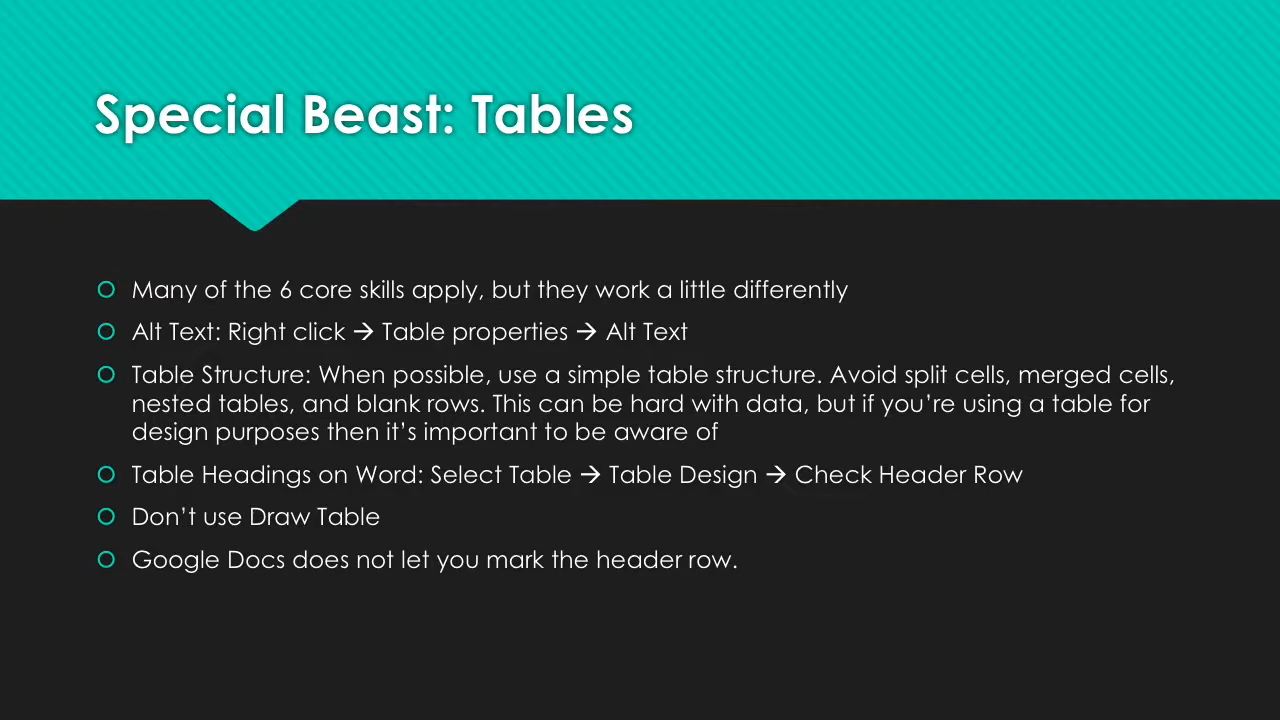 Special Beast: Tables
Many of the 6 core skills apply, but they work a little differently
Alt Text: Right click → Table properties → Alt Text
Table Structure: When possible, use a simple table structure. Avoid split cells, merged cells,
nested tables, and blank rows. This can be hard with data, but if you’re using a table for
design purposes then it’s important to be aware of
Table Headings on Word: Select Table → Table Design → Check Header Row
Don’t use Draw Table
Google Docs does not let you mark the header row.